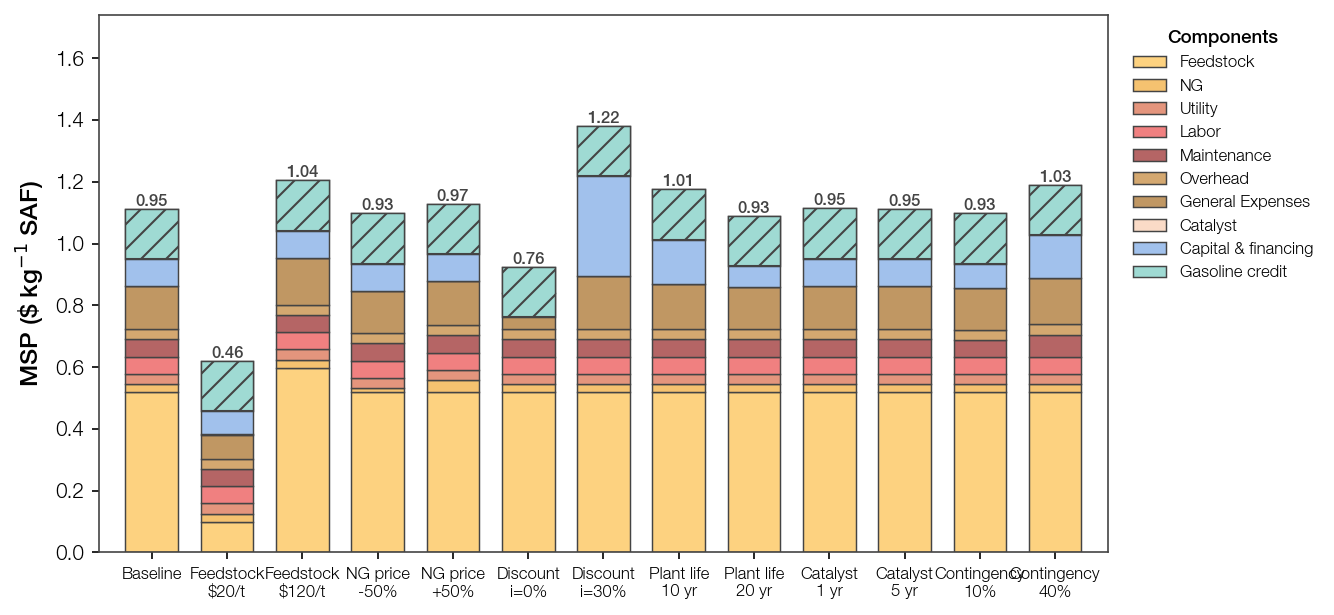 Components
Feedstock
NG
Utility
Labor
Maintenance
Overhead
General Expenses
Catalyst
Capital & financing
Gasoline credit
MSP ($ kg⁻¹ SAF)
1.6
1.4
1.2
1.0
0.8
0.6
0.4
0.2
0.0
0.95
0.46
1.04
0.93
0.97
0.76
1.22
1.01
0.93
0.95
0.95
0.93
1.03
Baseline
Feedstock
$20/t
Feedstock
$120/t
NG price
-50%
NG price
+50%
Discount
i=0%
Discount
i=30%
Plant life
10 yr
Plant life
20 yr
Catalyst
1 yr
Catalyst
5 yr
Contingency
10%
Contingency
40%